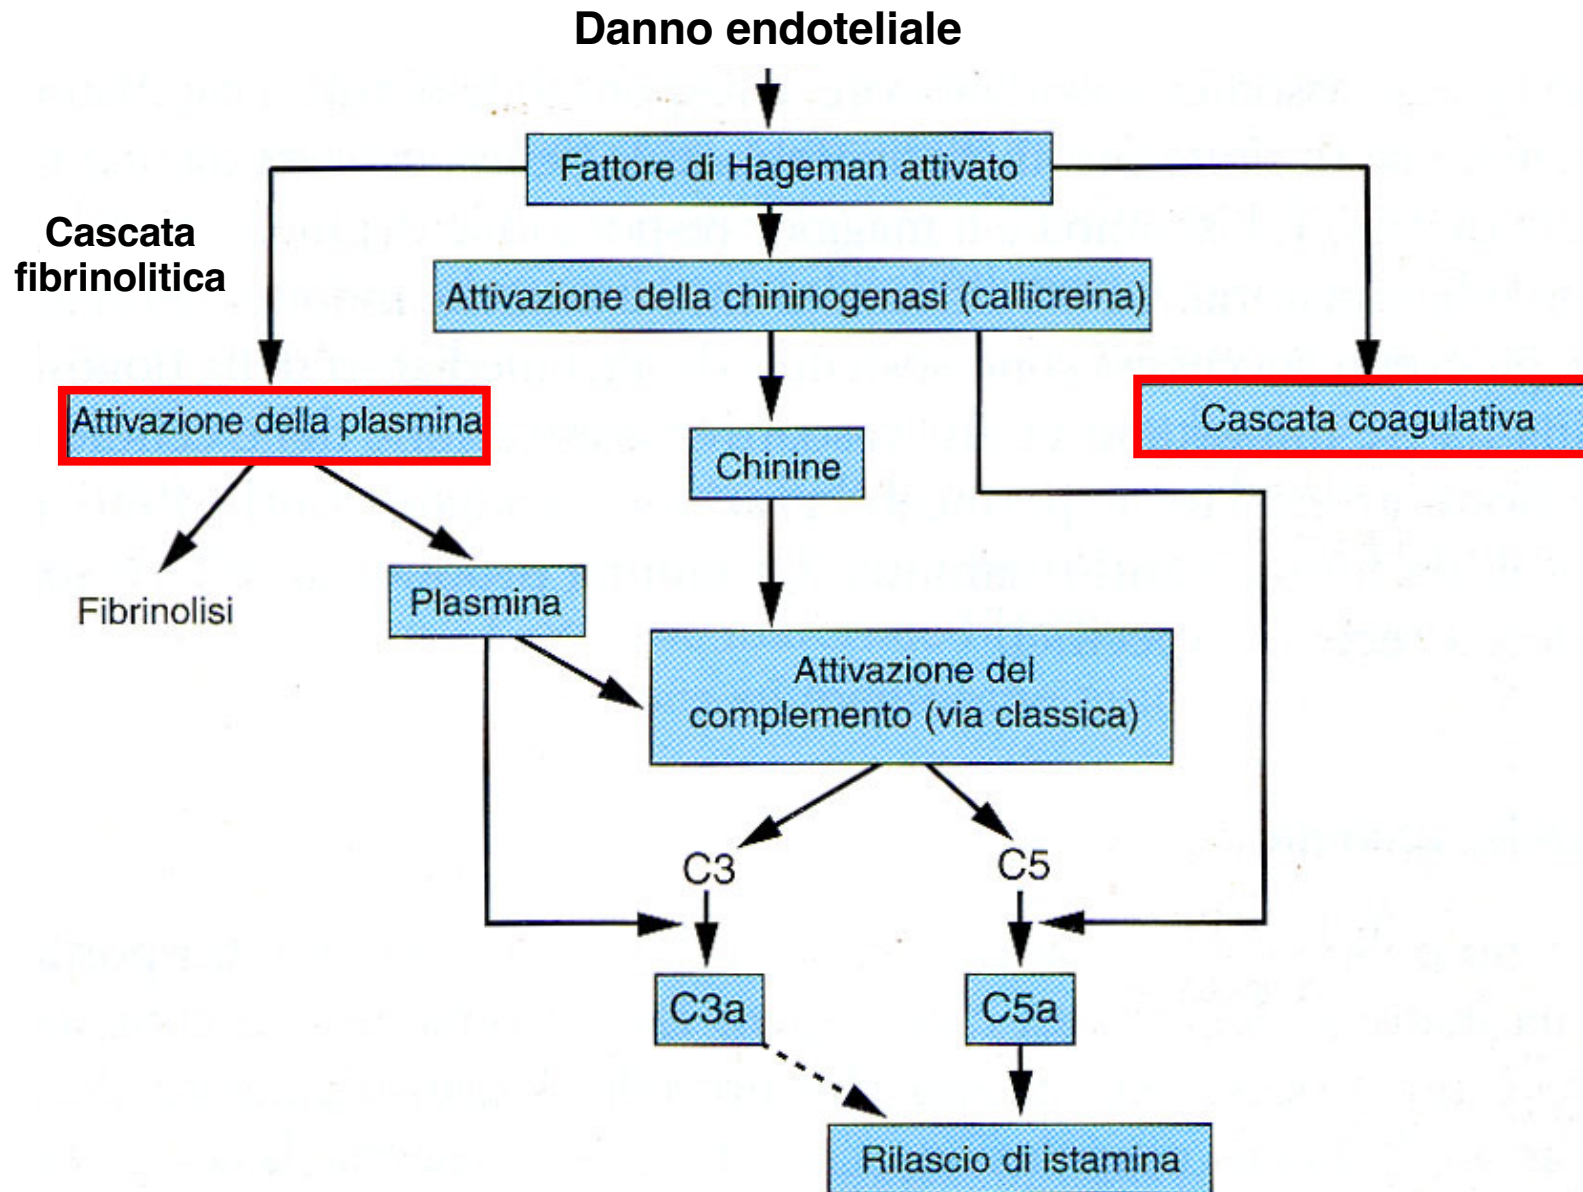 Danno endoteliale
Fattore di Hageman attivato
Cascata
fibrinolitica
Attivazione della chininogenasi (callicreina)
Attivazione della plasmina
Cascata coagulativa
Chinine
Fibrinolisi
Plasmina
Attivazione del
complemento (via classica)
C3
C5
C3a
C5a
Rilascio di istamina